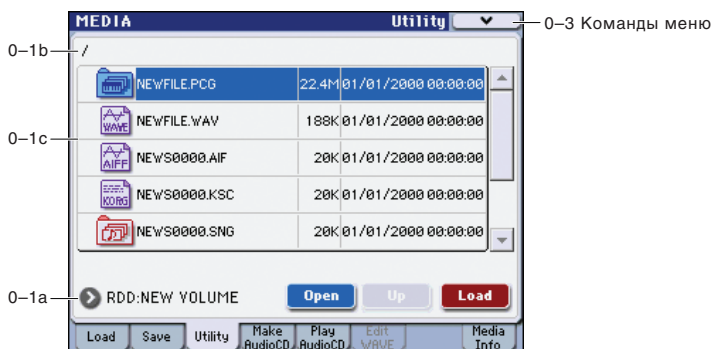 MEDIA Utility
0–3 Команды меню
0–1b
/
NEWFILE.PCG 22.4M 01/01/2000 00:00:00
WAVE NEWFILE.WAV 188K 01/01/2000 00:00:00
0–1c
AIFF NEWS0000.AIF 20K 01/01/2000 00:00:00
KORG NEWS0000.KSC 20K 01/01/2000 00:00:00
NEWS0000.SNG 20K 01/01/2000 00:00:00
0–1a
RDD:NEW VOLUME Open Up Load
Load Save Utility Make AudioCD Play AudioCD Edit WAVE Media Info